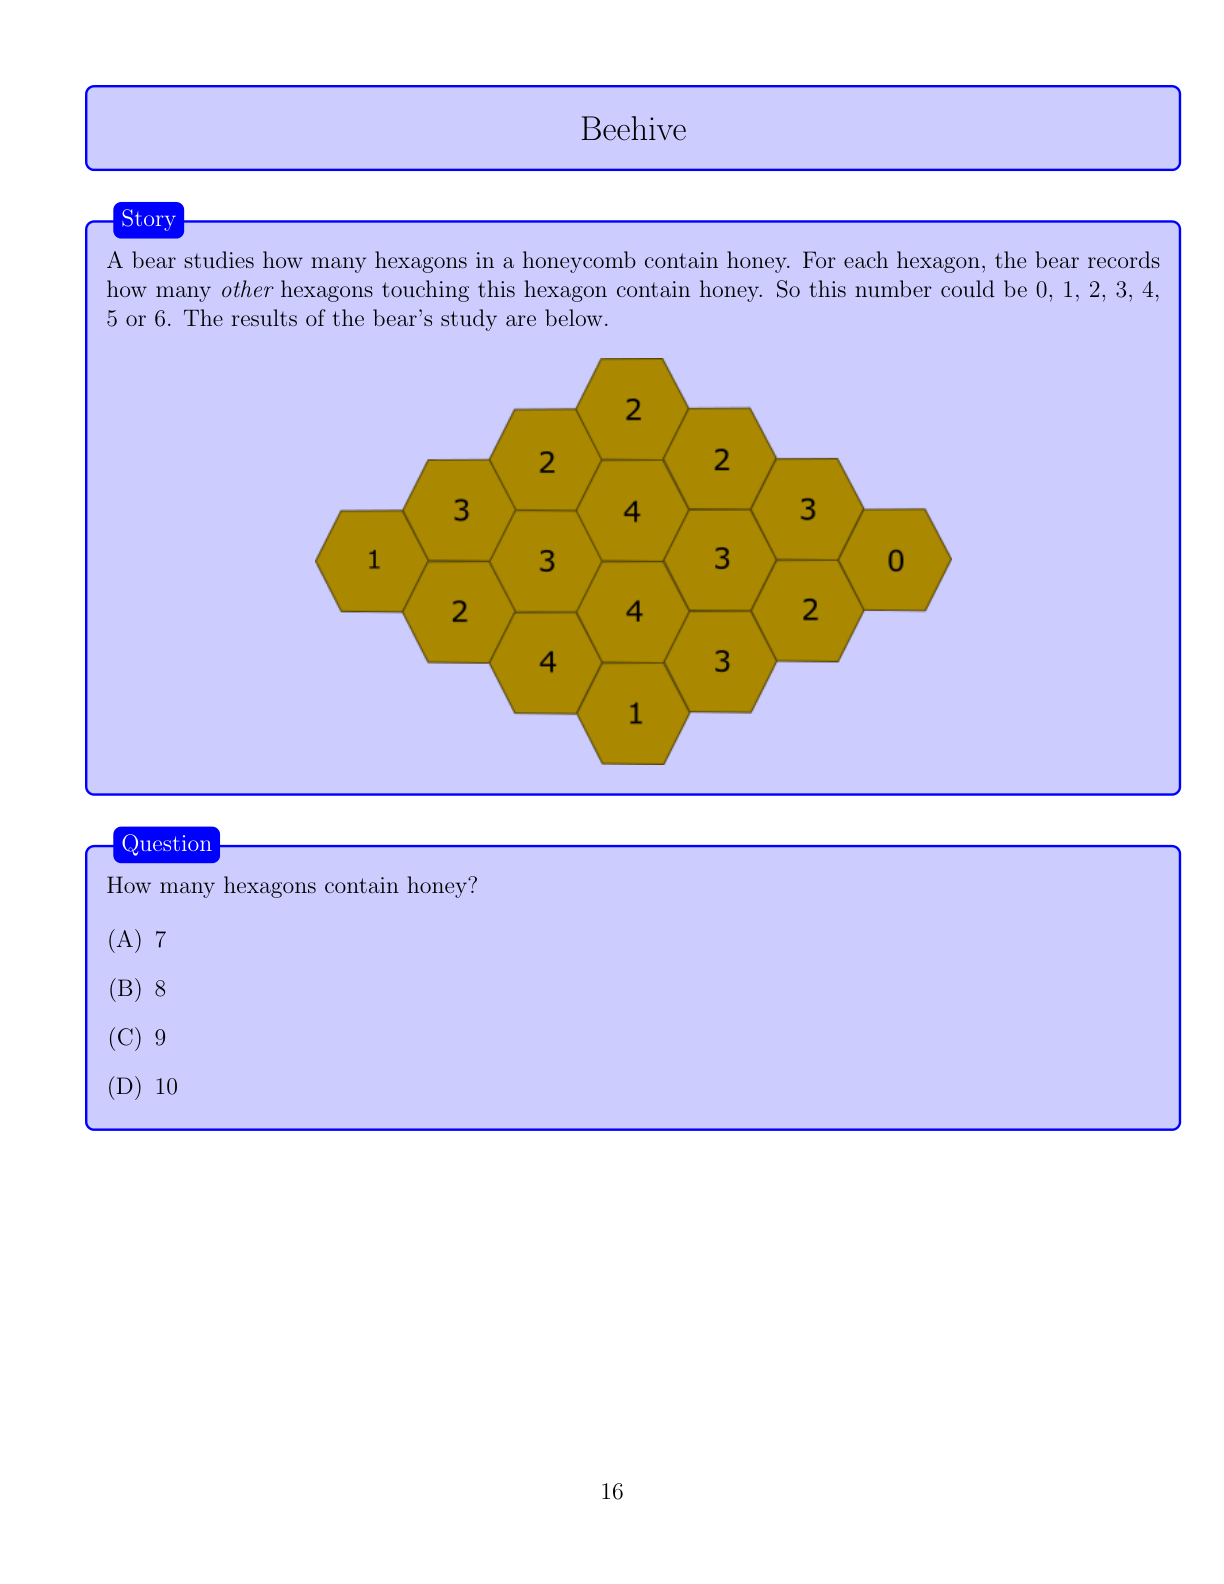 Beehive
Story
A bear studies how many hexagons in a honeycomb contain honey. For each hexagon, the bear records
how many other hexagons touching this hexagon contain honey. So this number could be 0, 1, 2, 3, 4,
5 or 6. The results of the bear's study are below.
2
2 2
3 4 3
1 3 3 0
2 4 2
4 3
1
Question
How many hexagons contain honey?
(A) 7
(B) 8
(C) 9
(D) 10
16